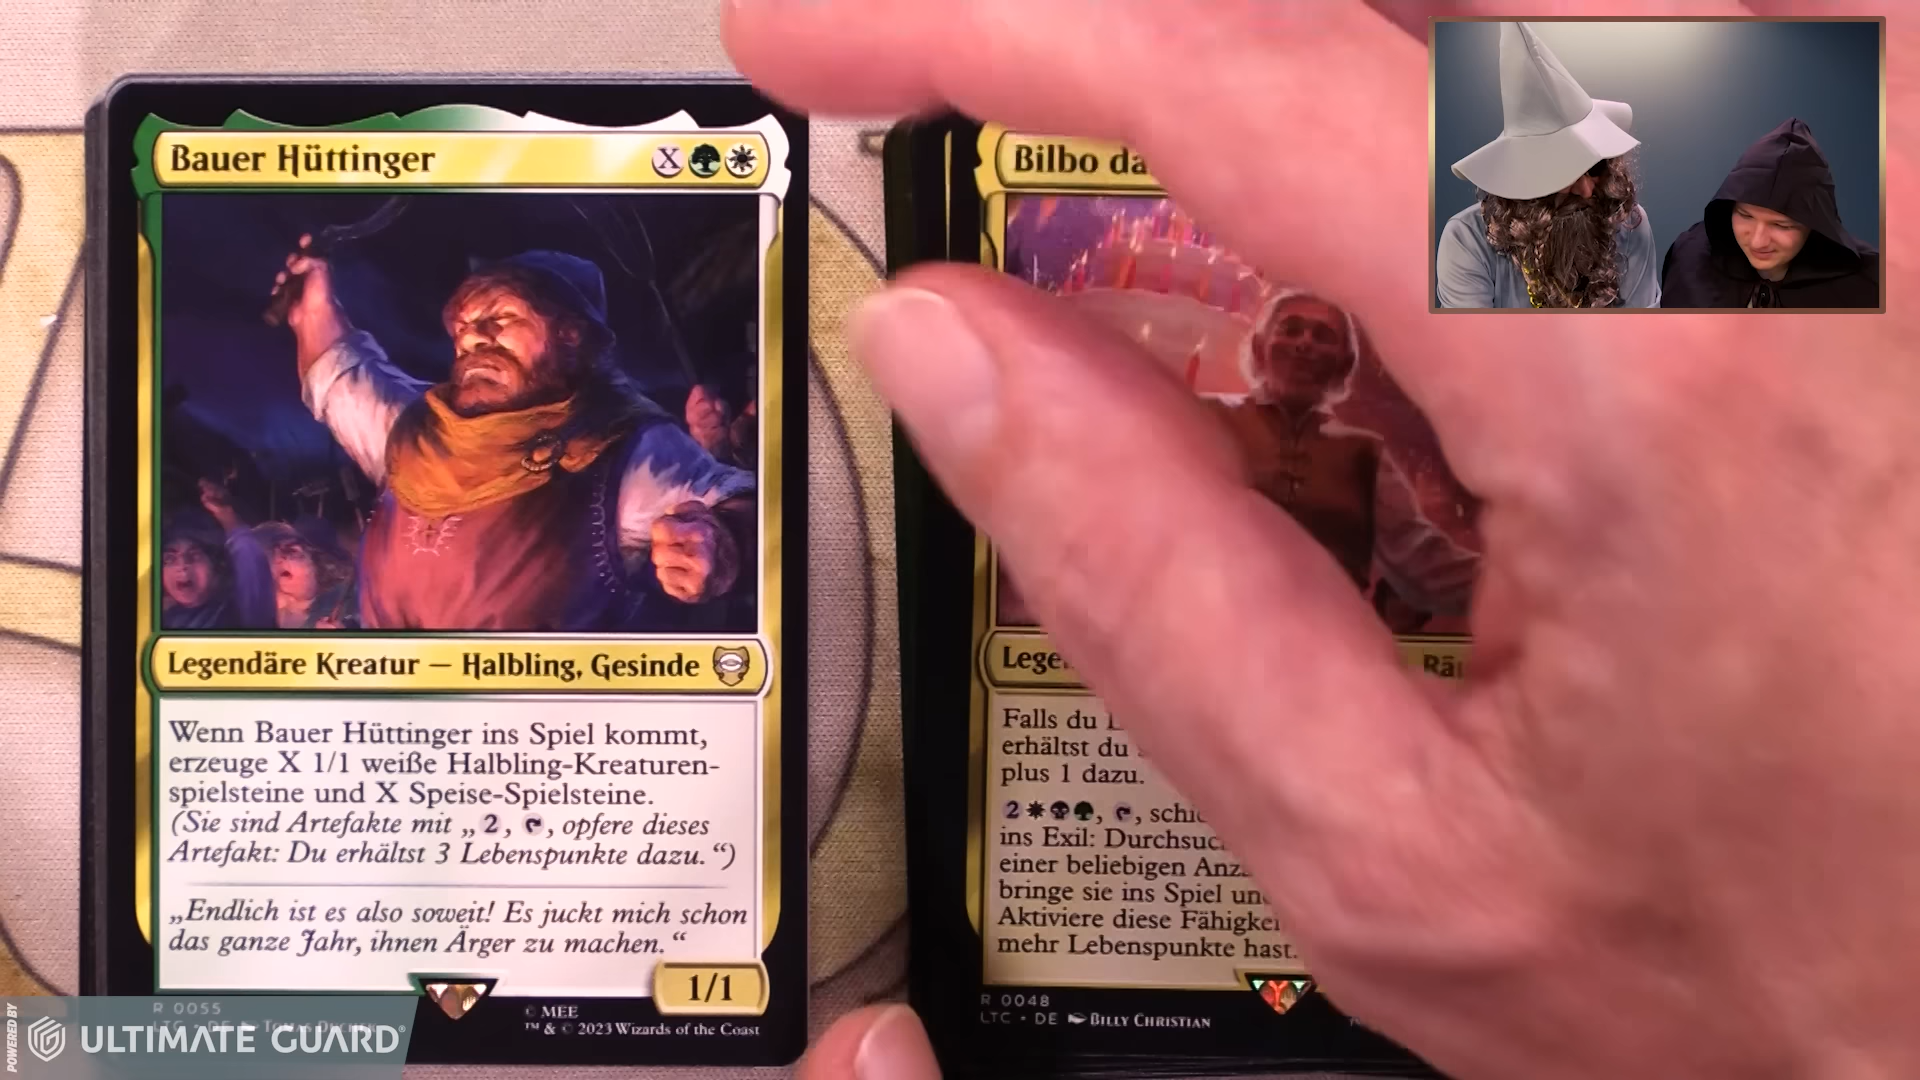 Bauer Hüttinger X
Legendäre Kreatur — Halbling, Gesinde
Wenn Bauer Hüttinger ins Spiel kommt,
erzeuge X 1/1 weiße Halbling-Kreaturen-
spielsteine und X Speise-Spielsteine.
(Sie sind Artefakte mit „2, , opfere dieses
Artefakt: Du erhältst 3 Lebenspunkte dazu.“)
„Endlich ist es also soweit! Es juckt mich schon
das ganze Jahr, ihnen Ärger zu machen.“
1/1
R 0055
LTC • DE
© MEE
™ & © 2023 Wizards of the Coast
Bilbo
Falls du
erhältst du
plus 1 dazu.
2
ins Exil:
einer beliebigen
bringe sie ins Spiel
Aktiviere diese
mehr Lebenspunkte hast.
R 0048
LTC • DE Billy Christian
POWERED BY
ULTIMATE GUARD